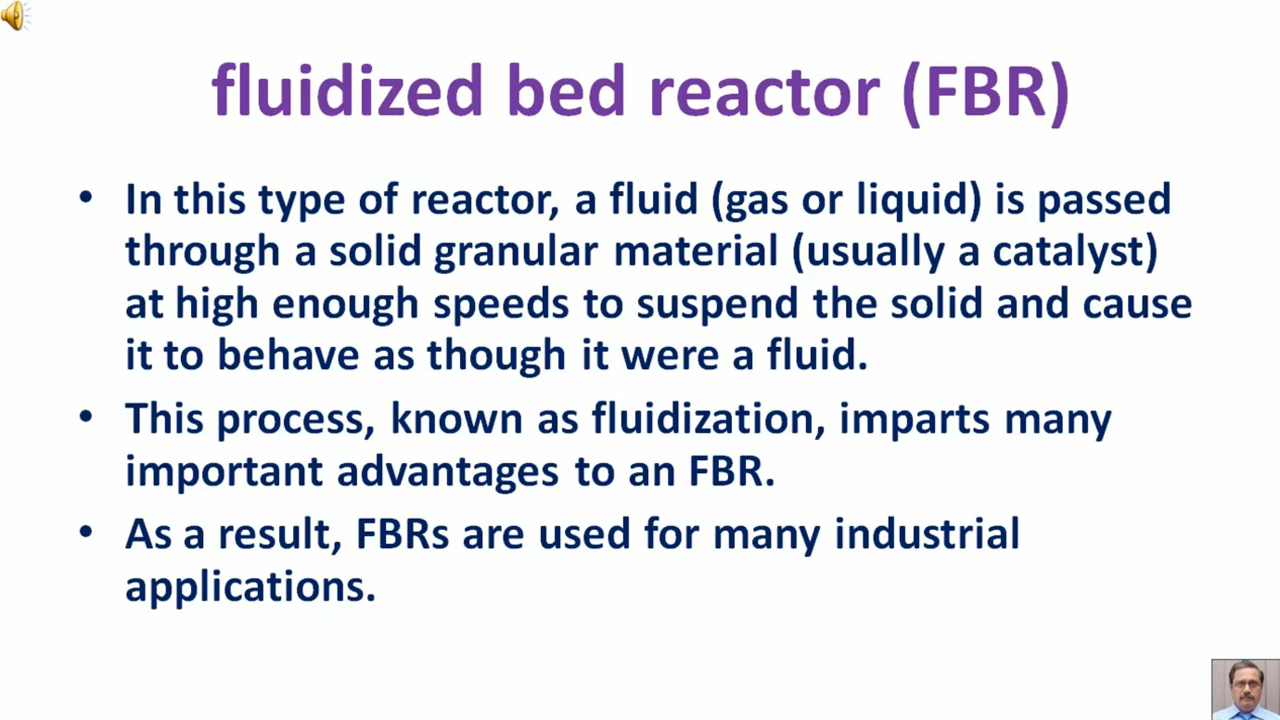 fluidized bed reactor (FBR)
• In this type of reactor, a fluid (gas or liquid) is passed
through a solid granular material (usually a catalyst)
at high enough speeds to suspend the solid and cause
it to behave as though it were a fluid.
• This process, known as fluidization, imparts many
important advantages to an FBR.
• As a result, FBRs are used for many industrial
applications.